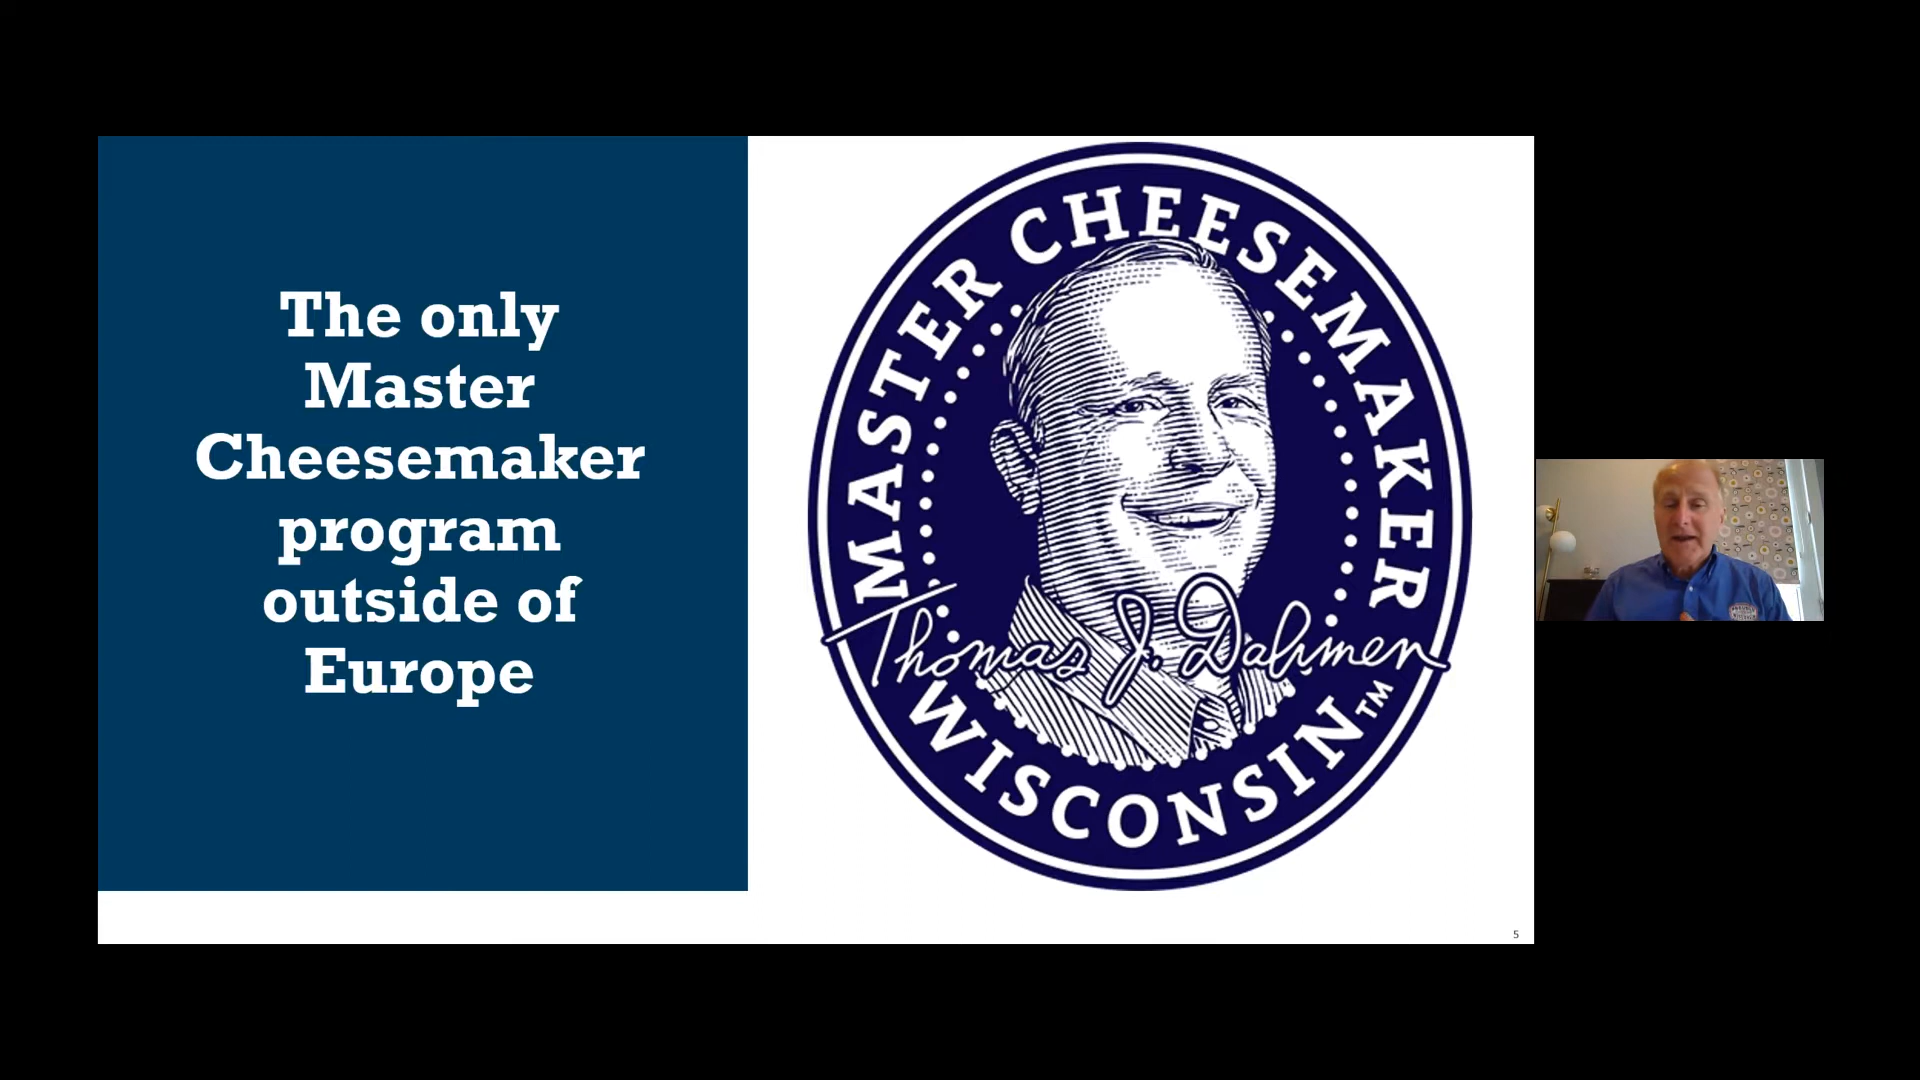 The only
Master
Cheesemaker
program
outside of
Europe
MASTER CHEESEMAKER
Thomas J. Dahmen
WISCONSIN™
5